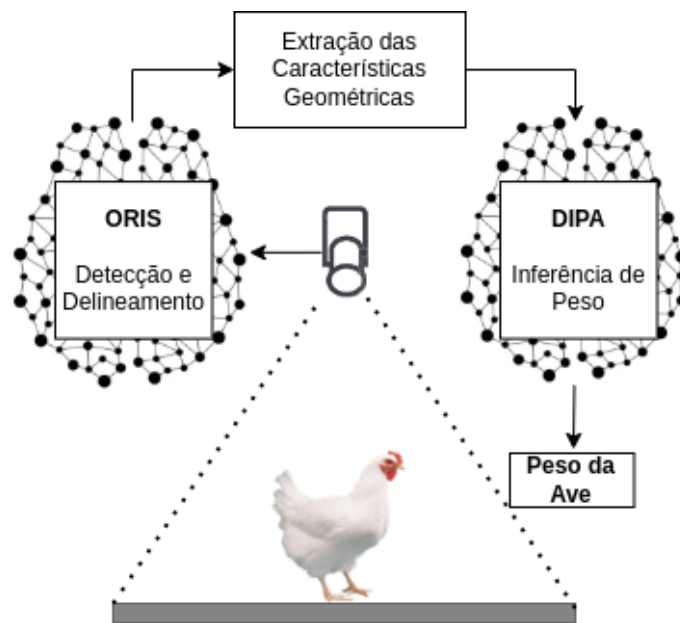 Extração das
Características
Geométricas
ORIS
Detecção e
Delineamento
DIPA
Inferência de
Peso
Peso da
Ave